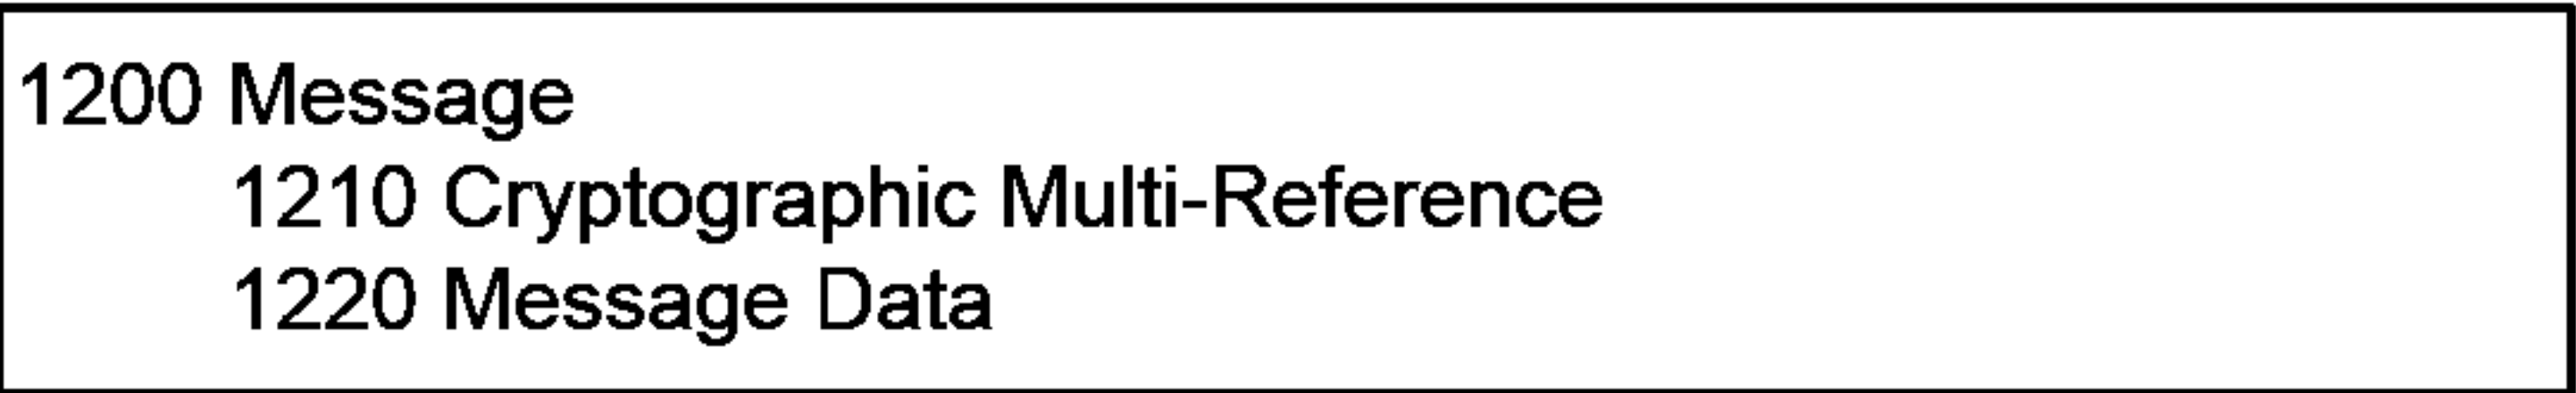 1200 Message
1210 Cryptographic Multi-Reference
1220 Message Data